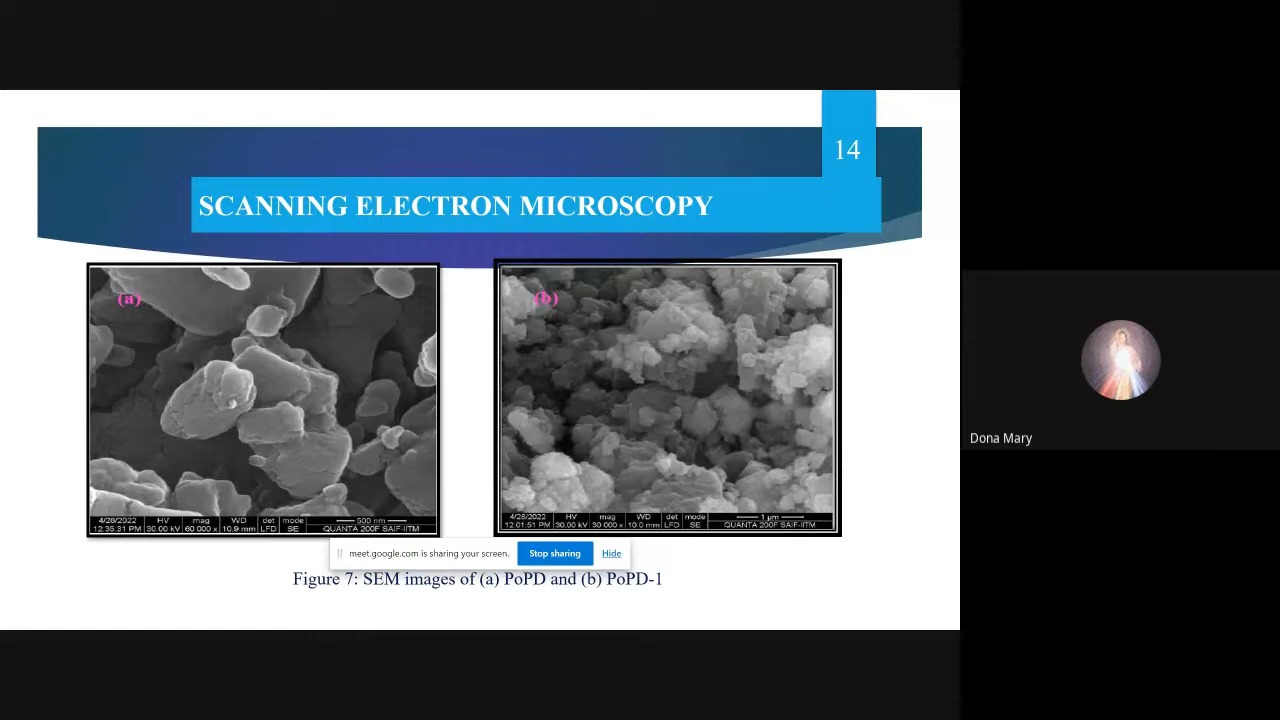 14
SCANNING ELECTRON MICROSCOPY
(a)
(b)
4/28/2022 HV mag WD det mode 500 nm
12:35:31 PM 30.00 kV 60 000 x 10.9 mm LFD SE QUANTA 200F SAIF-IITM
4/28/2022 HV mag WD det mode 1 µm
12:01:51 PM 30.00 kV 30 000 x 10.0 mm LFD SE QUANTA 200F SAIF-IITM
meet.google.com is sharing your screen. Stop sharing Hide
Figure 7: SEM images of (a) PoPD and (b) PoPD-1
Dona Mary